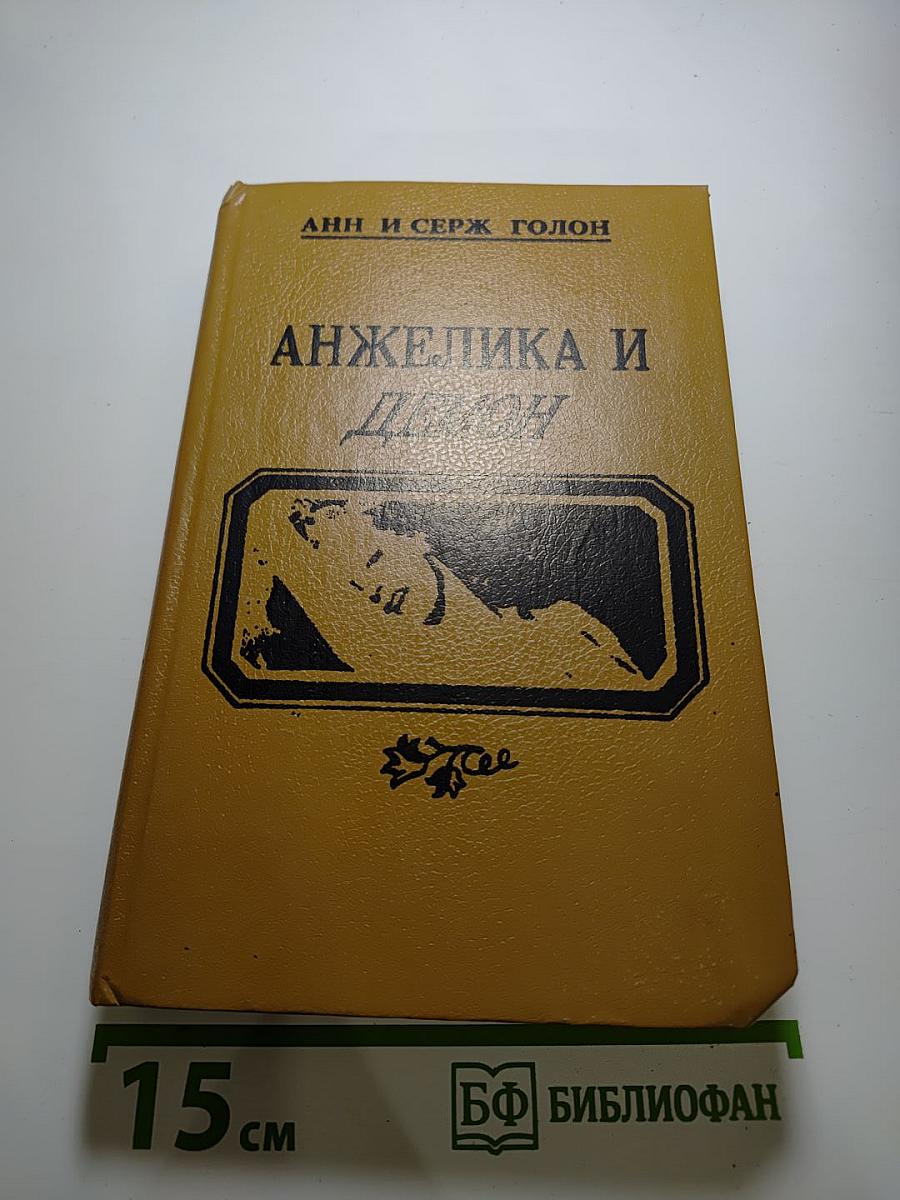 АНН И СЕРЖ ГОЛОН
АНЖЕЛИКА И
ДЕМОН
15 см
БФ БИБЛИОФАН